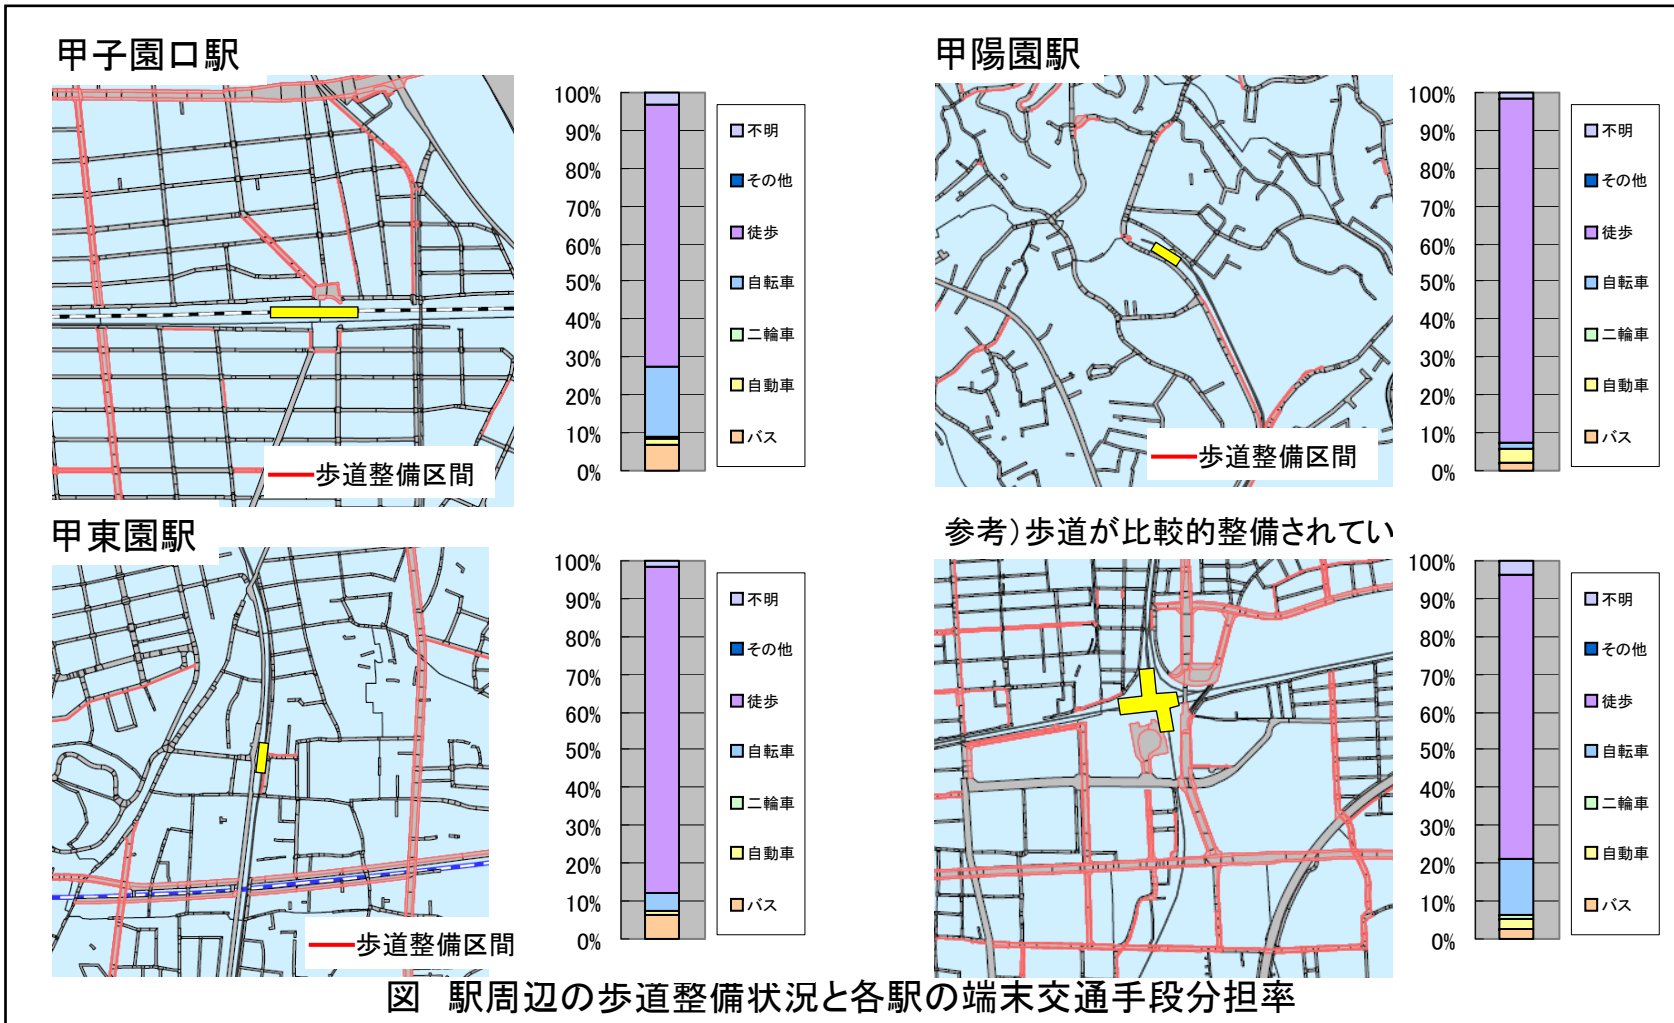 甲子園口駅
100%
90%
80%
70%
60%
50%
40%
30%
20%
10%
0%
不明
その他
徒歩
自転車
二輪車
自動車
バス
歩道整備区間
甲陽園駅
100%
90%
80%
70%
60%
50%
40%
30%
20%
10%
0%
不明
その他
徒歩
自転車
二輪車
自動車
バス
歩道整備区間
甲東園駅
100%
90%
80%
70%
60%
50%
40%
30%
20%
10%
0%
不明
その他
徒歩
自転車
二輪車
自動車
バス
歩道整備区間
参考)歩道が比較的整備されてい
100%
90%
80%
70%
60%
50%
40%
30%
20%
10%
0%
不明
その他
徒歩
自転車
二輪車
自動車
バス
図 駅周辺の歩道整備状況と各駅の端末交通手段分担率